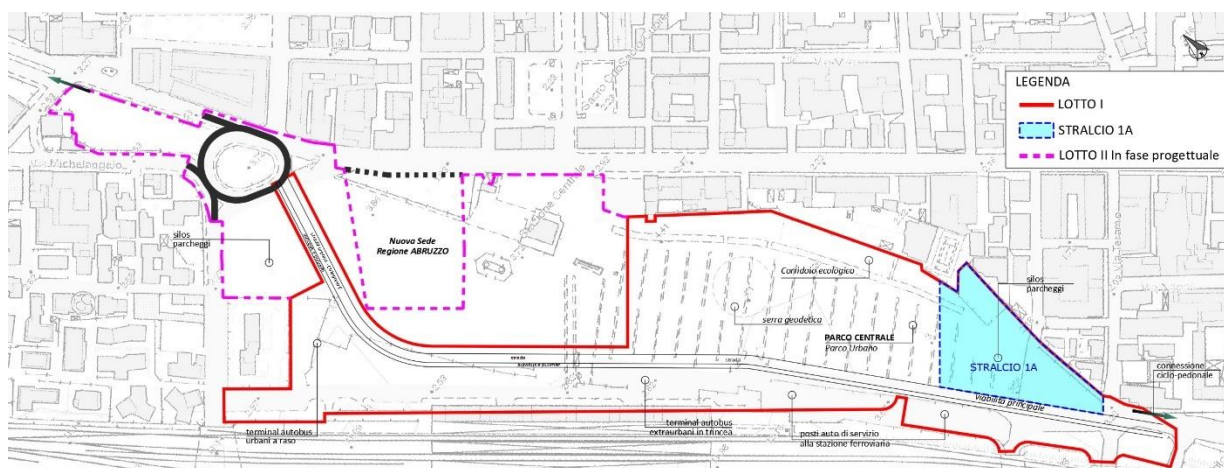 LEGENDA
LOTTO I
STRALCIO 1A
LOTTO II In fase progettuale
Michelangelo
silos
parcheggi
Nuova Sede
Regione ABRUZZO
Corridoio ecologico
serra geodetica
PARCO CENTRALE
Parco Urbano
silos
parcheggi
STRALCIO 1A
connessione
ciclo-pedonale
Viabilità principale
terminal autobus
urbani a raso
terminal autobus
extraurbani in trincea
posti auto di servizio
alla stazione ferroviaria